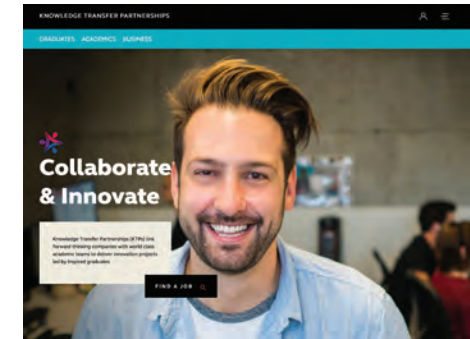 KNOWLEDGE TRANSFER PARTNERSHIPS
GRADUATES ACADEMICS BUSINESS
Collaborate
& Innovate
Knowledge Transfer Partnerships (KTPs) link
forward thinking companies with world class
academic teams to deliver innovation projects
led by inspired graduates
FIND A JOB